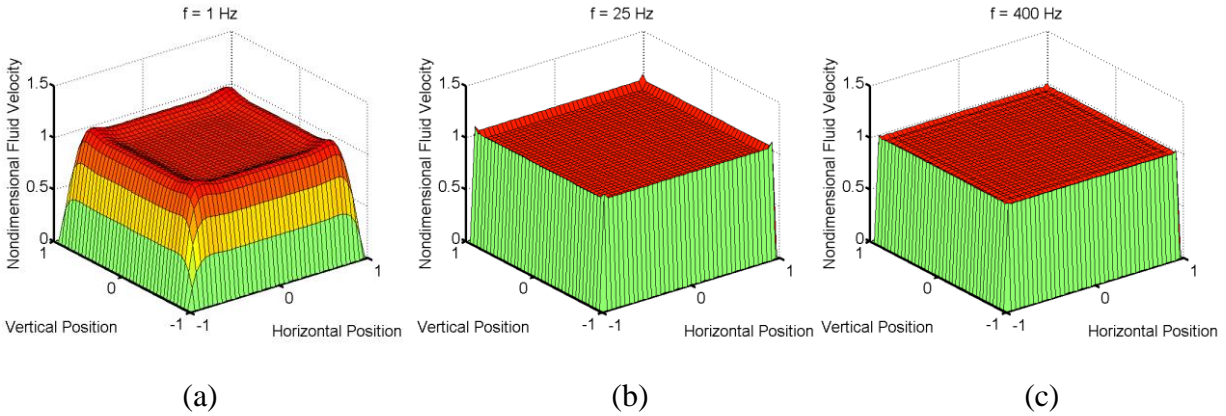 f = 1 Hz
Nondimensional Fluid Velocity
1.5
1
0.5
0
1
0
-1
-1
0
1
Vertical Position
Horizontal Position
(a)
f = 25 Hz
Nondimensional Fluid Velocity
1.5
1
0.5
0
1
0
-1
-1
0
1
Vertical Position
Horizontal Position
(b)
f = 400 Hz
Nondimensional Fluid Velocity
1.5
1
0.5
0
1
0
-1
-1
0
1
Vertical Position
Horizontal Position
(c)